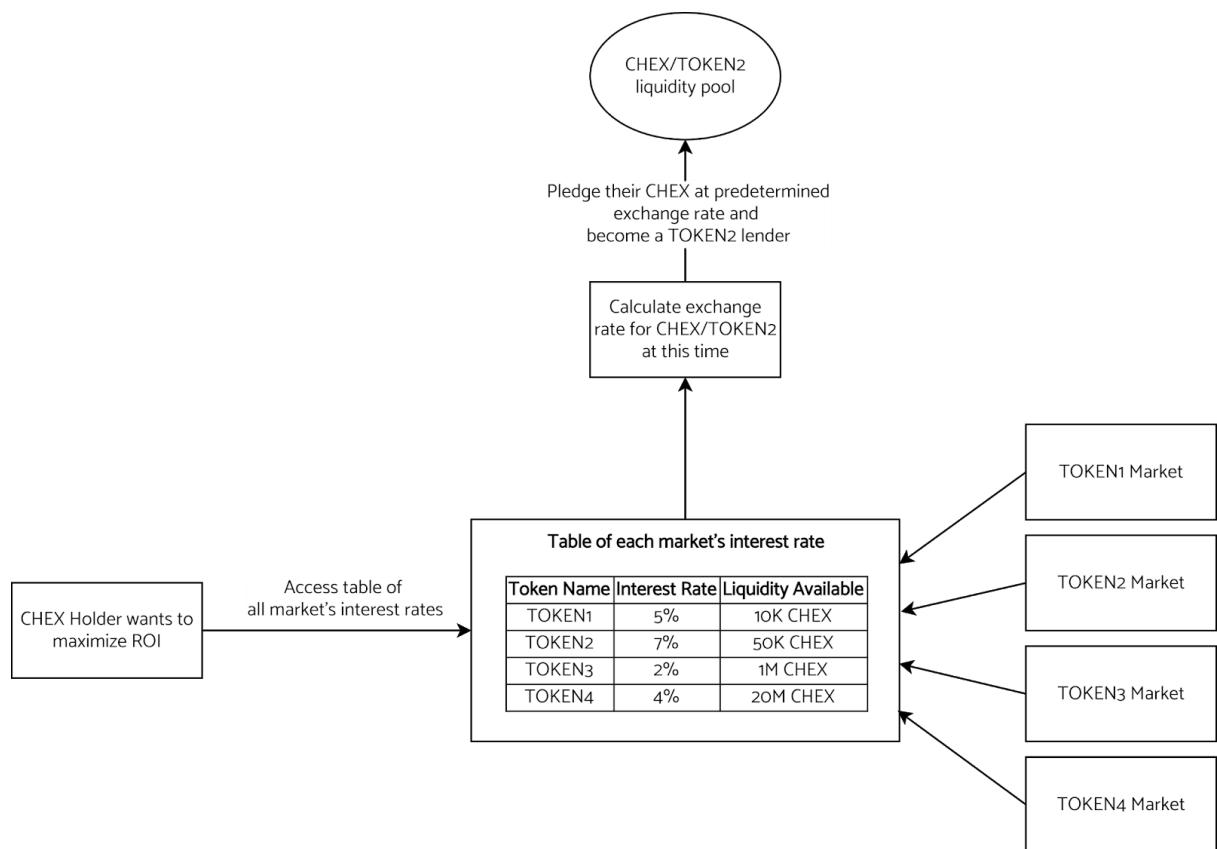 CHEX/TOKEN2
liquidity pool
Pledge their CHEX at predetermined
exchange rate and
become a TOKEN2 lender
Calculate exchange
rate for CHEX/TOKEN2
at this time
TOKEN1 Market
Table of each market's interest rate
Token Name Interest Rate Liquidity Available
TOKEN1 5% 10K CHEX
TOKEN2 7% 50K CHEX
TOKEN3 2% 1M CHEX
TOKEN4 4% 20M CHEX
Access table of
all market's interest rates
CHEX Holder wants to
maximize ROI
TOKEN2 Market
TOKEN3 Market
TOKEN4 Market